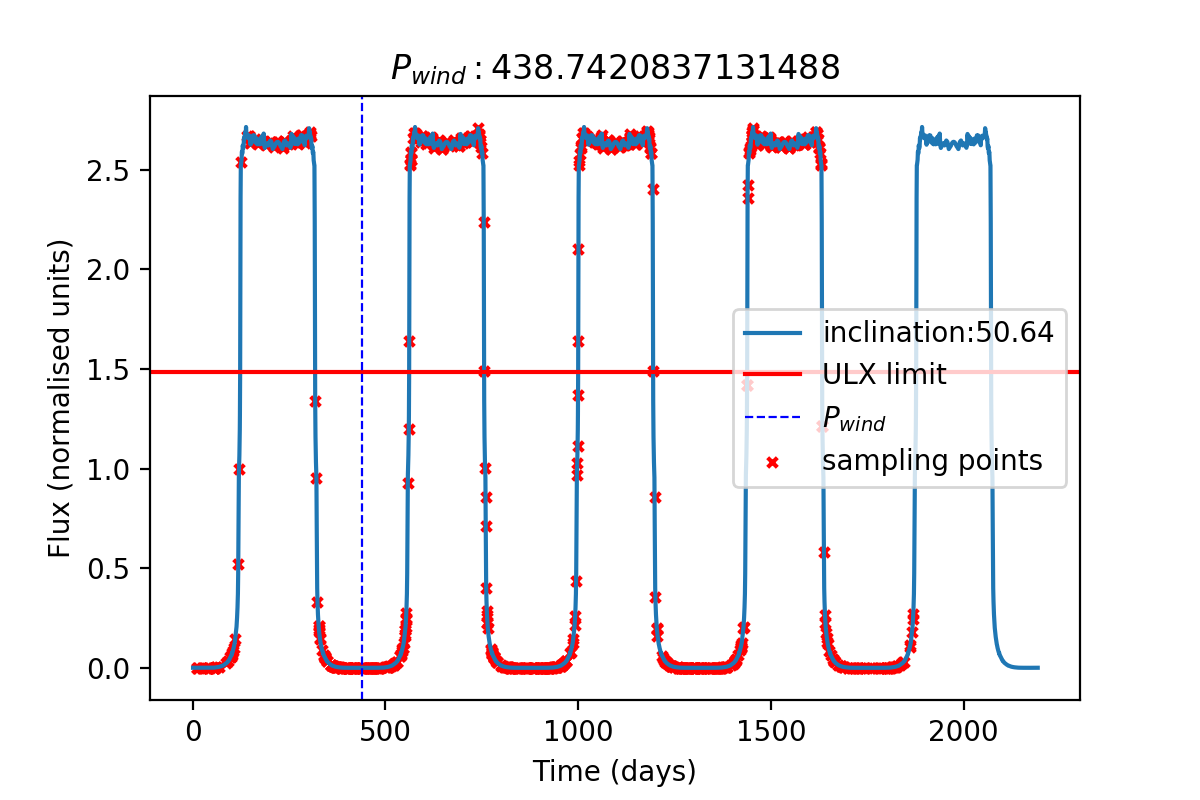 P_wind : 438.7420837131488
Flux (normalised units)
2.5
2.0
1.5
1.0
0.5
0.0
inclination:50.64
ULX limit
P_wind
sampling points
0 500 1000 1500 2000
Time (days)